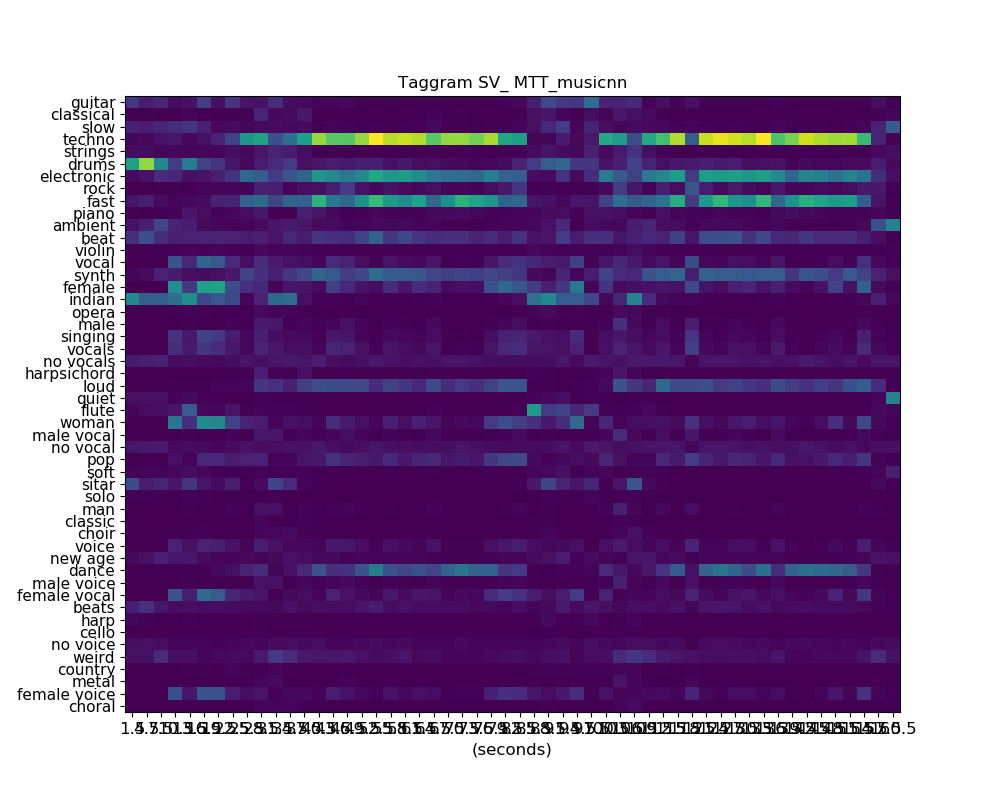 Taggram SV_ MTT_musicnn
guitar
classical
slow
techno
strings
drums
electronic
rock
fast
piano
ambient
beat
violin
vocal
synth
female
indian
opera
male
singing
vocals
no vocals
harpsichord
loud
quiet
flute
woman
male vocal
no vocal
pop
soft
sitar
solo
man
classic
choir
voice
new age
dance
male voice
female vocal
beats
harp
cello
no voice
weird
country
metal
female voice
choral
(seconds)